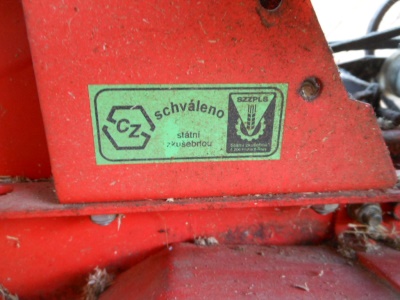 CZ
schváleno
státní
zkušebnou
SZZPLS